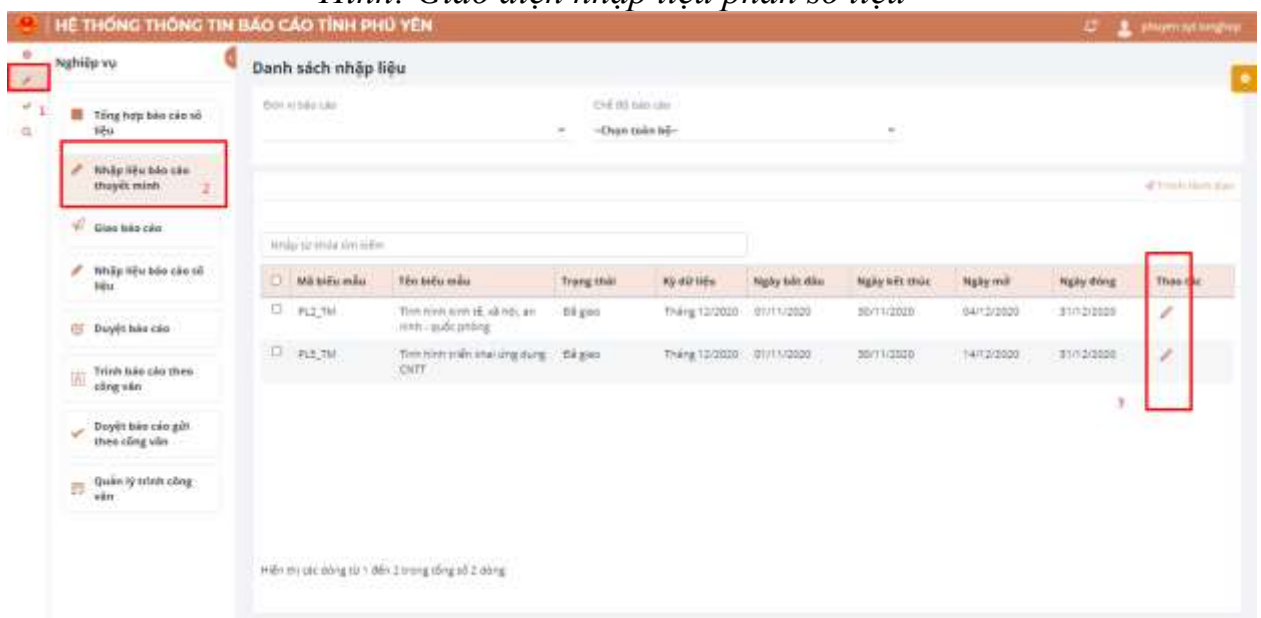 Hình: Giao diện nhập liệu phần số liệu
HỆ THỐNG THÔNG TIN BÁO CÁO TỈNH PHÚ YÊN
Nghiệp vụ
1
Tổng hợp báo cáo số
liệu
Nhập liệu báo cáo
thuyết minh
2
Giao báo cáo
Nhập liệu báo cáo số
liệu
Duyệt báo cáo
Trình báo cáo theo
công văn
Duyệt báo cáo gửi
theo công văn
Quản lý trình công
văn
Danh sách nhập liệu
Đơn vị báo cáo
Chế độ báo cáo
--Chọn toàn bộ--
Trình lãnh đạo
Nhập từ khóa tìm kiếm
Mã biểu mẫu Tên biểu mẫu Trạng thái Kỳ dữ liệu Ngày bắt đầu Ngày kết thúc Ngày mở Ngày đóng Thao tác
PL2_TM Tình hình kinh tế, xã hội, an Đã giao Tháng 12/2020 01/11/2020 30/11/2020 04/12/2020 31/12/2020
ninh - quốc phòng
PL5_TM Tình hình triển khai ứng dụng Đã giao Tháng 12/2020 01/11/2020 30/11/2020 14/12/2020 31/12/2020
CNTT
3
Hiển thị các dòng từ 1 đến 2 trong tổng số 2 dòng